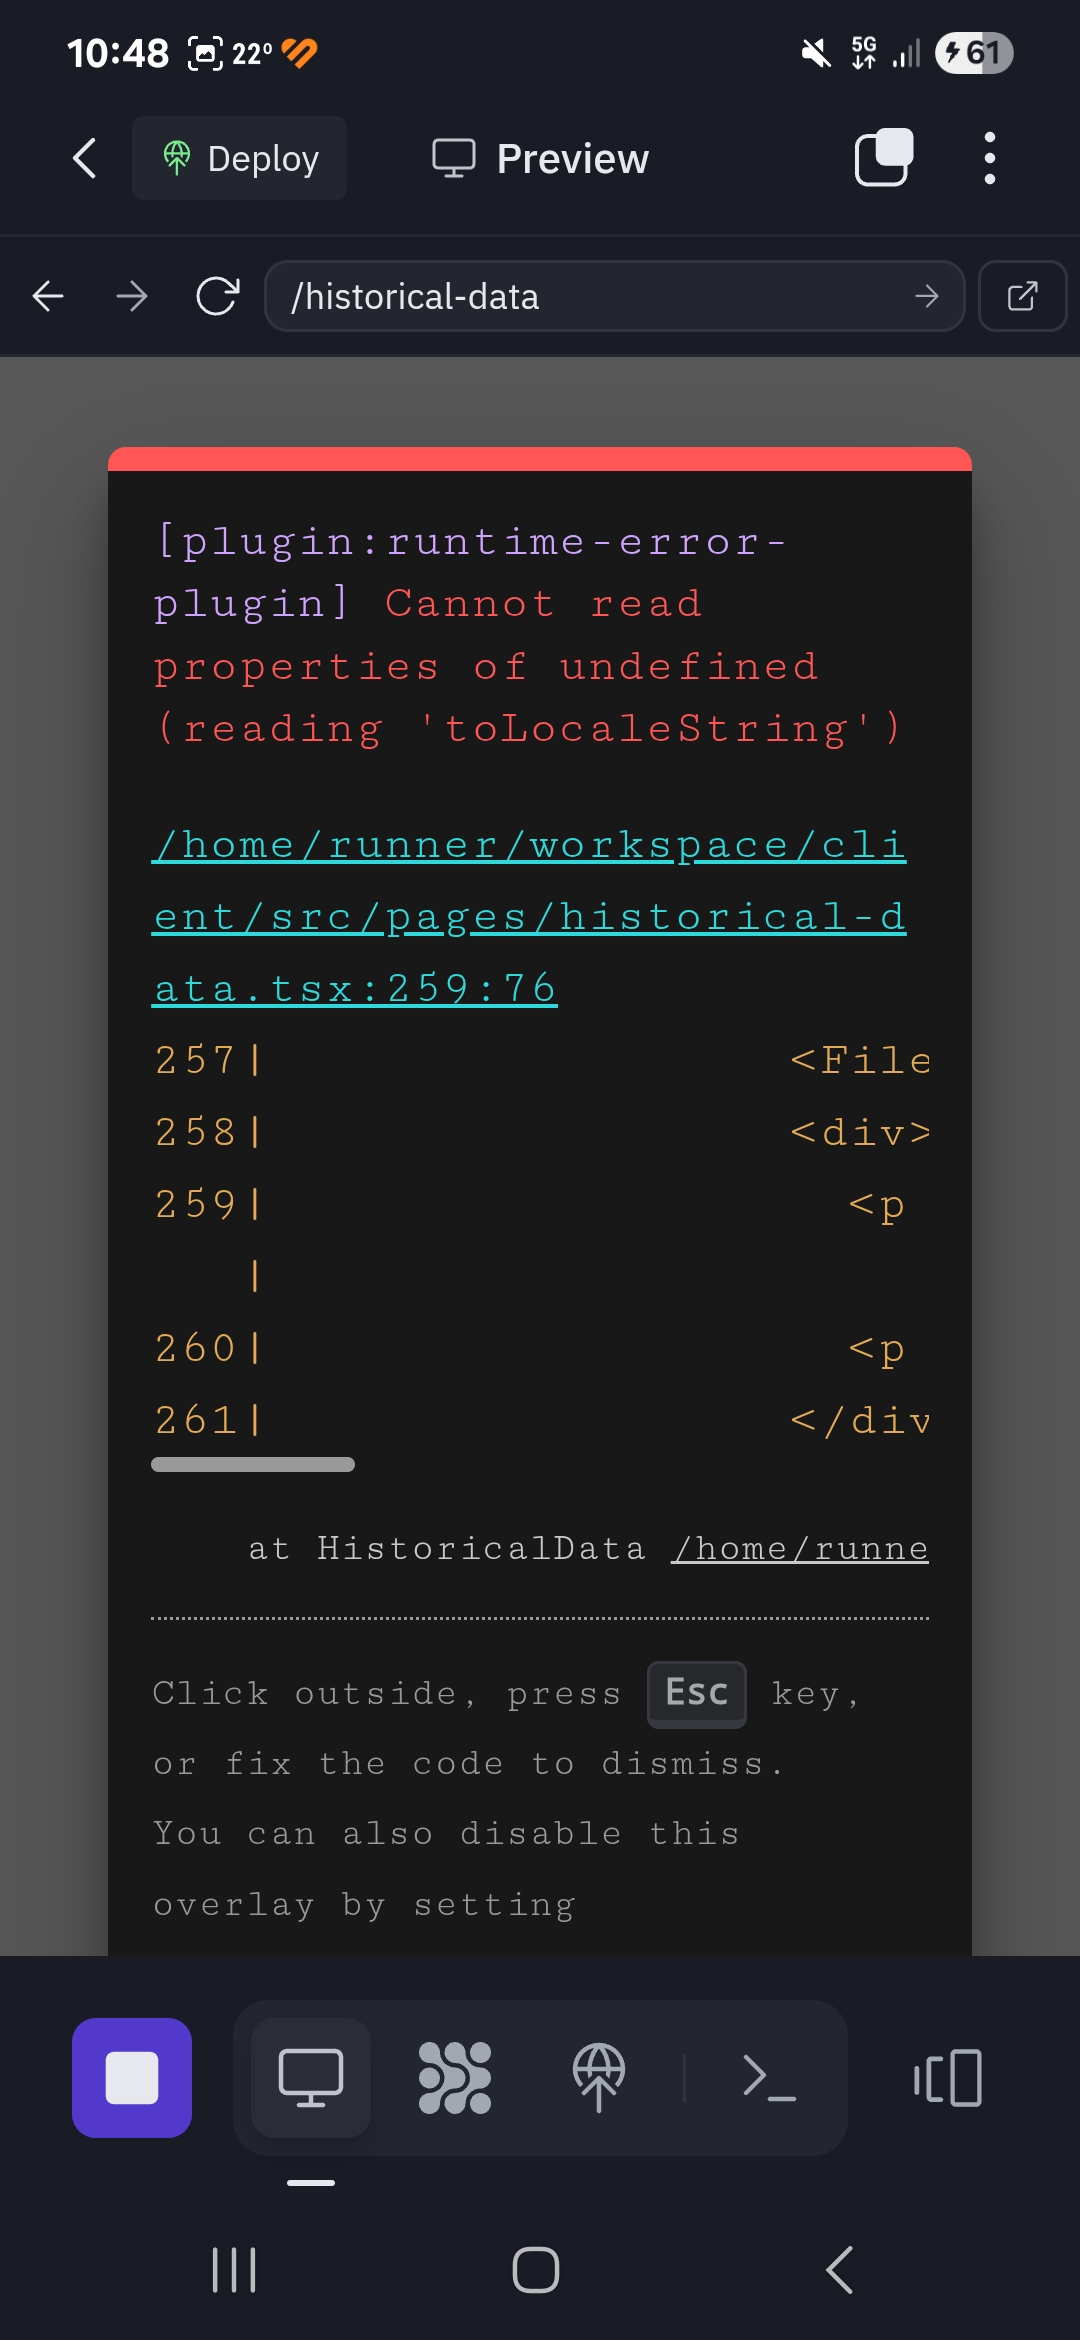 10:48 22° 5G 61
Deploy Preview
/historical-data
[plugin:runtime-error-
plugin] Cannot read
properties of undefined
(reading 'toLocaleString')
/home/runner/workspace/cli
ent/src/pages/historical-d
ata.tsx:259:76
257| <File
258| <div>
259| <p
|
260| <p
261| </div
at HistoricalData /home/runne
Click outside, press Esc key,
or fix the code to dismiss.
You can also disable this
overlay by setting